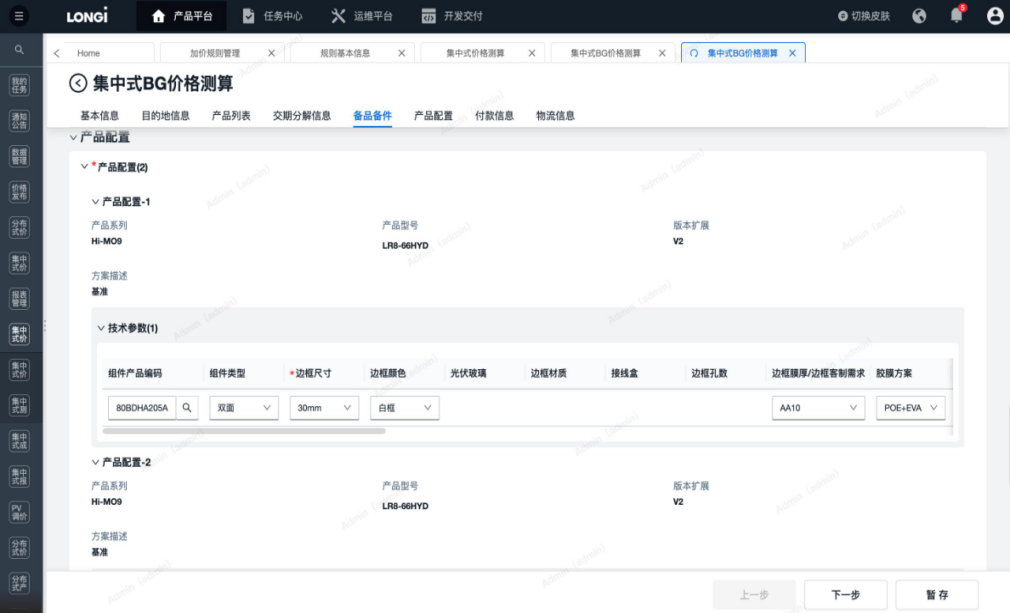 LONGi 产品平台 任务中心 运维平台 开发交付 切换皮肤 5
Home 加价规则管理 规则基本信息 集中式价格测算 集中式BG价格测算 集中式BG价格测算
集中式BG价格测算
基本信息 目的地信息 产品列表 交期分解信息 备品备件 产品配置 付款信息 物流信息
我的任务
通知公告
数据管理
价格发布
分布式价
集中式价
报表管理
集中式价
集中式价
集中式测
集中式成
集中式报
PV调价
分布式价
分布式产
产品配置
*产品配置(2)
产品配置-1
产品系列 产品型号 版本扩展
Hi-MO9 LR8-66HYD V2
方案描述
基准
技术参数(1)
组件产品编码 组件类型 *边框尺寸 边框颜色 光伏玻璃 边框材质 接线盒 边框孔数 边框膜厚/边框客制需求 胶膜方案
80BDHA205A 双面 30mm 白框 AA10 POE+EVA
产品配置-2
产品系列 产品型号 版本扩展
Hi-MO9 LR8-66HYD V2
方案描述
基准
上一步 下一步 暂存
Admin (admin)